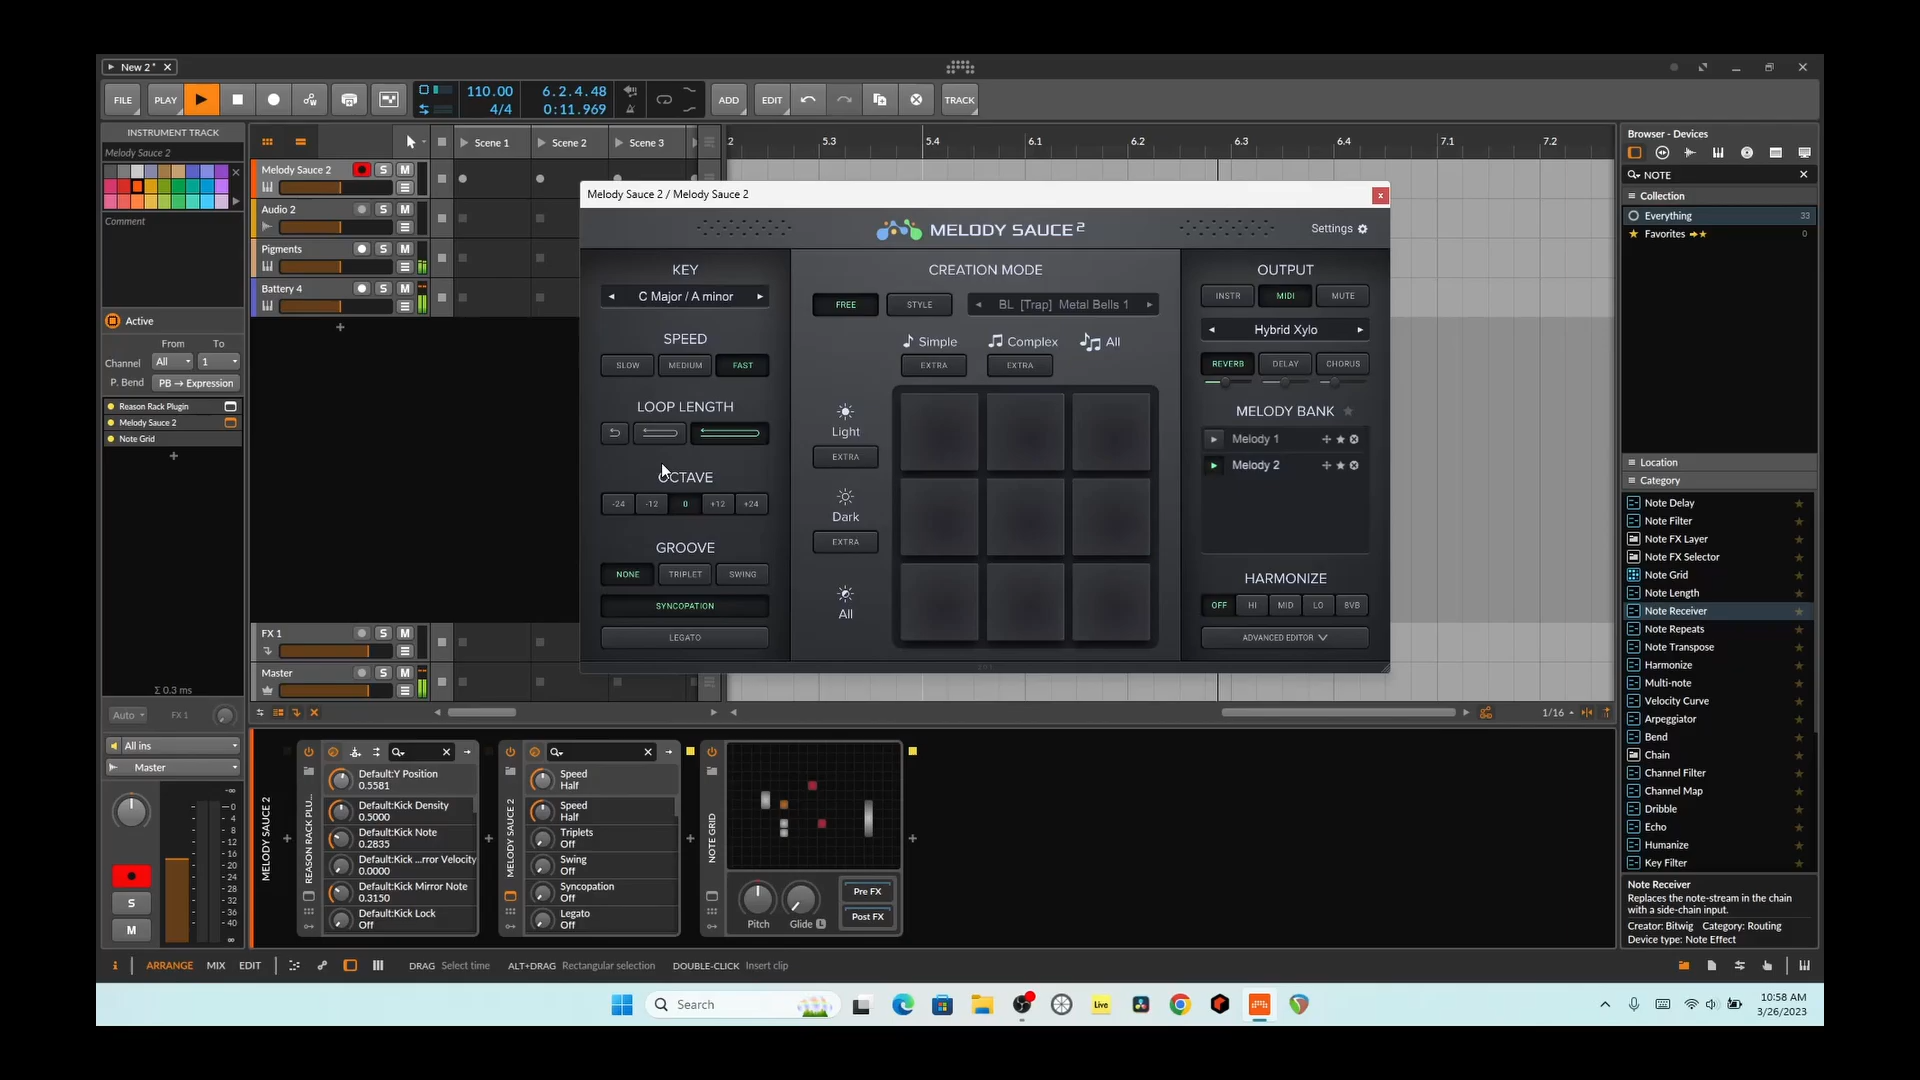 New 2*
FILE
PLAY
110.00
4/4
6.2.4.48
0:11.969
ADD
EDIT
TRACK
INSTRUMENT TRACK
Melody Sauce 2
Comment
Active
From
To
Channel
All
1
P. Bend
PB → Expression
Reason Rack Plugin
Melody Sauce 2
Note Grid
Σ 0.3 ms
Auto
FX 1
All ins
Master
-∞
0
4
8
12
16
20
24
28
32
36
40
∞
S
M
Scene 1
Scene 2
Scene 3
Melody Sauce 2
S
M
Audio 2
S
M
Pigments
S
M
Battery 4
S
M
FX 1
S
M
Master
S
M
2
5.3
5.4
6.1
6.2
6.3
6.4
7.1
7.2
1/16
Melody Sauce 2 / Melody Sauce 2
MELODY SAUCE 2
Settings
KEY
C Major / A minor
SPEED
SLOW
MEDIUM
FAST
LOOP LENGTH
OCTAVE
-24
-12
0
+12
+24
GROOVE
NONE
TRIPLET
SWING
SYNCOPATION
LEGATO
CREATION MODE
FREE
STYLE
BL [Trap] Metal Bells 1
Simple
Complex
All
EXTRA
EXTRA
Light
EXTRA
Dark
EXTRA
All
OUTPUT
INSTR
MIDI
MUTE
Hybrid Xylo
REVERB
DELAY
CHORUS
MELODY BANK
Melody 1
Melody 2
HARMONIZE
OFF
HI
MID
LO
8VB
ADVANCED EDITOR
Browser - Devices
NOTE
Collection
Everything
33
Favorites
0
Location
Category
Note Delay
Note Filter
Note FX Layer
Note FX Selector
Note Grid
Note Length
Note Receiver
Note Repeats
Note Transpose
Harmonize
Multi-note
Velocity Curve
Arpeggiator
Bend
Chain
Channel Filter
Channel Map
Dribble
Echo
Humanize
Key Filter
Note Receiver
Replaces the note-stream in the chain
with a side-chain input.
Creator: Bitwig Category: Routing
Device type: Note Effect
MELODY SAUCE 2
REASON RACK PLU...
Default:Y Position
0.5581
Default:Kick Density
0.5000
Default:Kick Note
0.2835
Default:Kick ...rror Velocity
0.0000
Default:Kick Mirror Note
0.3150
Default:Kick Lock
Off
MELODY SAUCE 2
Speed
Half
Speed
Half
Triplets
Off
Swing
Off
Syncopation
Off
Legato
Off
NOTE GRID
Pitch
Glide
L
Pre FX
Post FX
i
ARRANGE
MIX
EDIT
DRAG Select time
ALT+DRAG Rectangular selection
DOUBLE-CLICK Insert clip
Search
Live
10:58 AM
3/26/2023